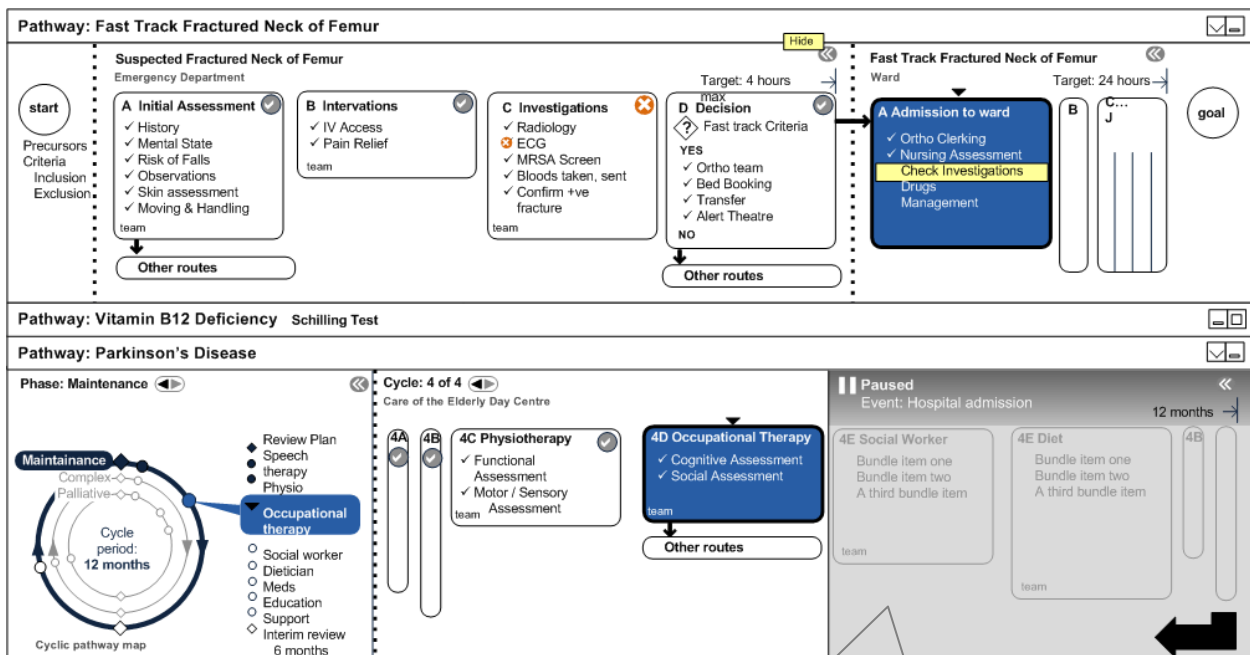 Pathway: Fast Track Fractured Neck of Femur
Hide
start
Precursors
Criteria
Inclusion
Exclusion
Suspected Fractured Neck of Femur
Emergency Department
Target: 4 hours
max
A Initial Assessment
History
Mental State
Risk of Falls
Observations
Skin assessment
Moving & Handling
team
Other routes
B Intervations
IV Access
Pain Relief
team
C Investigations
Radiology
ECG
MRSA Screen
Bloods taken, sent
Confirm +ve
fracture
team
D Decision
? Fast track Criteria
YES
Ortho team
Bed Booking
Transfer
Alert Theatre
NO
Other routes
Fast Track Fractured Neck of Femur
Ward
Target: 24 hours
A Admission to ward
Ortho Clerking
Nursing Assessment
Check Investigations
Drugs
Management
B
C...
J
goal
Pathway: Vitamin B12 Deficiency Schilling Test
Pathway: Parkinson's Disease
Phase: Maintenance
Maintainance
Complex
Palliative
Cycle
period:
12 months
Cyclic pathway map
Review Plan
Speech
therapy
Physio
Occupational
therapy
Social worker
Dietician
Meds
Education
Support
Interim review
6 months
Cycle: 4 of 4
Care of the Elderly Day Centre
4A
4B
4C Physiotherapy
Functional
Assessment
Motor / Sensory
Assessment
team
4D Occupational Therapy
Cognitive Assessment
Social Assessment
team
Other routes
Paused
Event: Hospital admission
12 months
4E Social Worker
Bundle item one
Bundle item two
A third bundle item
team
4E Diet
Bundle item one
Bundle item two
A third bundle item
team
4B